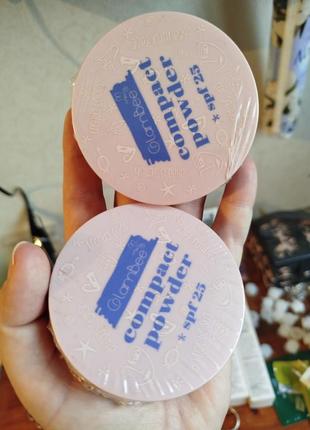 GlamBee
compact
powder
* spf 25
GlamBee
compact
powder
* spf 25